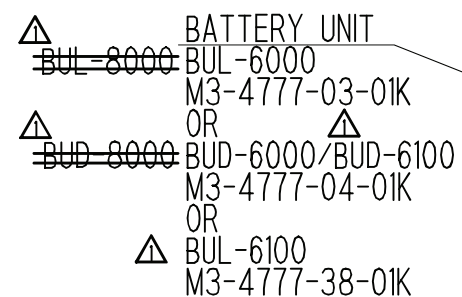 BATTERY UNIT
BUL-8000 BUL-6000
M3-4777-03-01K
OR
BUD-8000 BUD-6000/BUD-6100
M3-4777-04-01K
OR
BUL-6100
M3-4777-38-01K